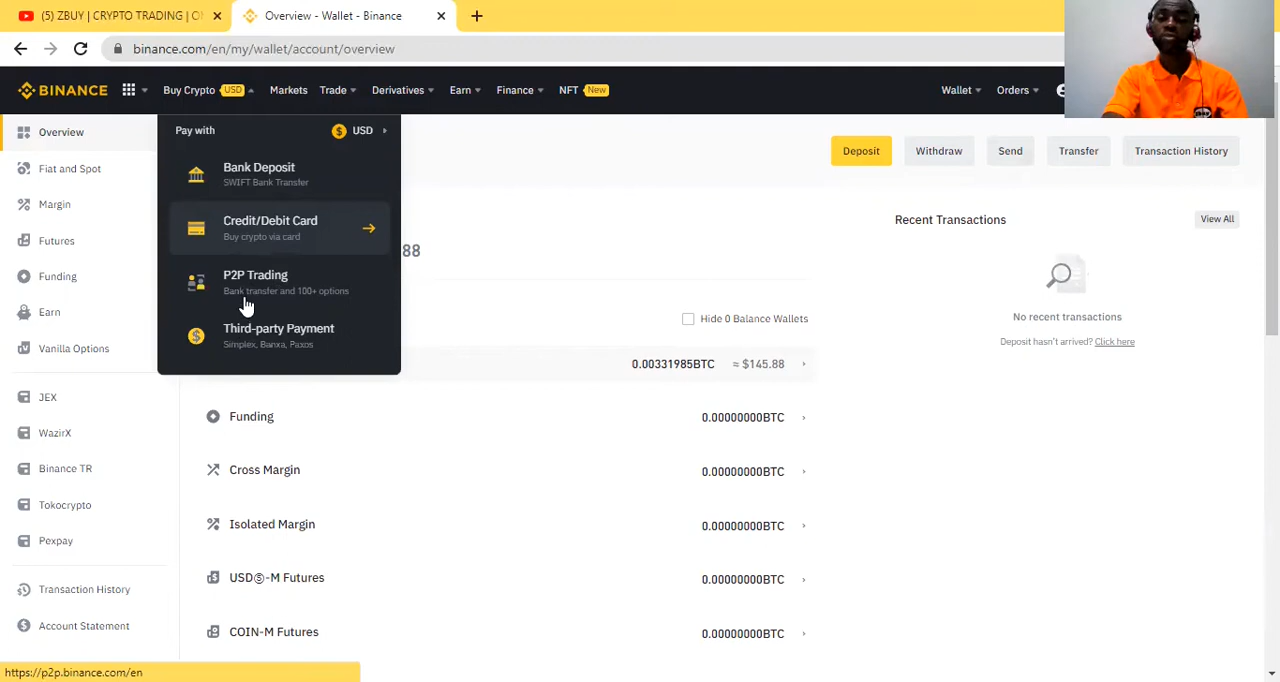 (5) ZBUY | CRYPTO TRADING | O
Overview - Wallet - Binance
binance.com/en/my/wallet/account/overview
BINANCE
Buy Crypto USD
Markets
Trade
Derivatives
Earn
Finance
NFT New
Wallet
Orders
Overview
Fiat and Spot
Margin
Futures
Funding
Earn
Vanilla Options
JEX
WazirX
Binance TR
Tokocrypto
Pexpay
Transaction History
Account Statement
Pay with
USD
Bank Deposit
SWIFT Bank Transfer
Credit/Debit Card
Buy crypto via card
P2P Trading
Bank transfer and 100+ options
Third-party Payment
Simplex, Banxa, Paxos
Deposit
Withdraw
Send
Transfer
Transaction History
88
Hide 0 Balance Wallets
0.00331985BTC ≈ $145.88
Funding 0.00000000BTC
Cross Margin 0.00000000BTC
Isolated Margin 0.00000000BTC
USDⓈ-M Futures 0.00000000BTC
COIN-M Futures 0.00000000BTC
Recent Transactions
View All
No recent transactions
Deposit hasn't arrived? Click here
https://p2p.binance.com/en